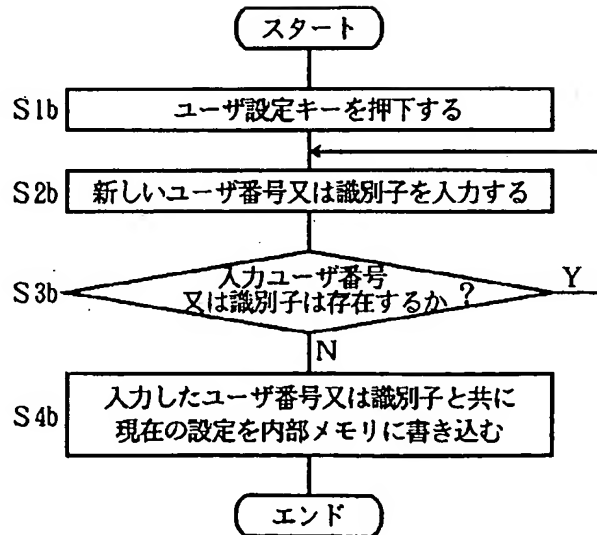 スタート
S1b ユーザ設定キーを押下する
S2b 新しいユーザ番号又は識別子を入力する
S3b 入力ユーザ番号
又は識別子は存在するか？ Y
N
S4b 入力したユーザ番号又は識別子と共に
現在の設定を内部メモリに書き込む
エンド